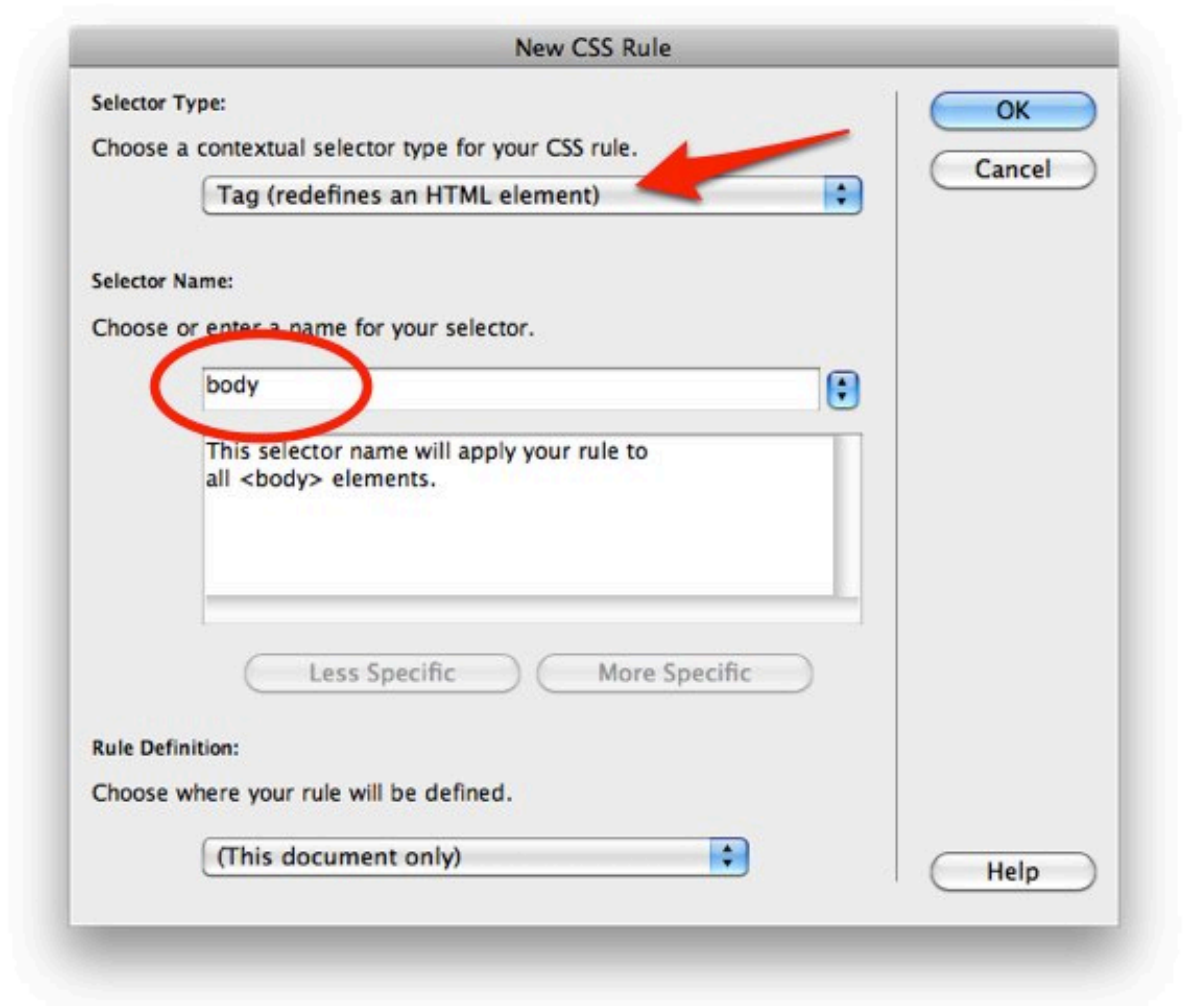 New CSS Rule
Selector Type:
Choose a contextual selector type for your CSS rule.
Tag (redefines an HTML element)
OK
Cancel
Selector Name:
Choose or enter a name for your selector.
body
This selector name will apply your rule to
all <body> elements.
Less Specific
More Specific
Rule Definition:
Choose where your rule will be defined.
(This document only)
Help